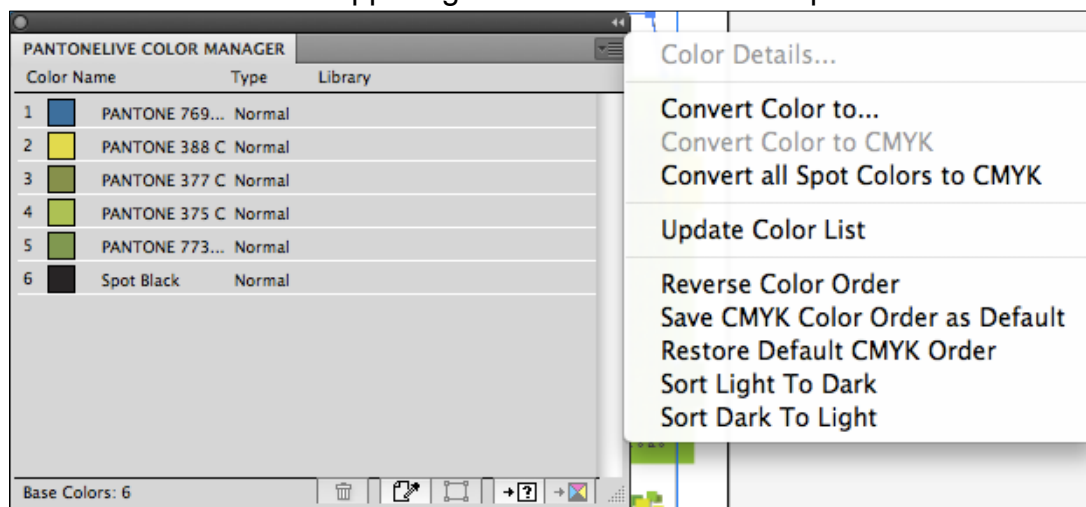 PANTONELIVE COLOR MANAGER
Color Name Type Library
1 PANTONE 769... Normal
2 PANTONE 388 C Normal
3 PANTONE 377 C Normal
4 PANTONE 375 C Normal
5 PANTONE 773... Normal
6 Spot Black Normal
Base Colors: 6
Color Details...
Convert Color to...
Convert Color to CMYK
Convert all Spot Colors to CMYK
Update Color List
Reverse Color Order
Save CMYK Color Order as Default
Restore Default CMYK Order
Sort Light To Dark
Sort Dark To Light